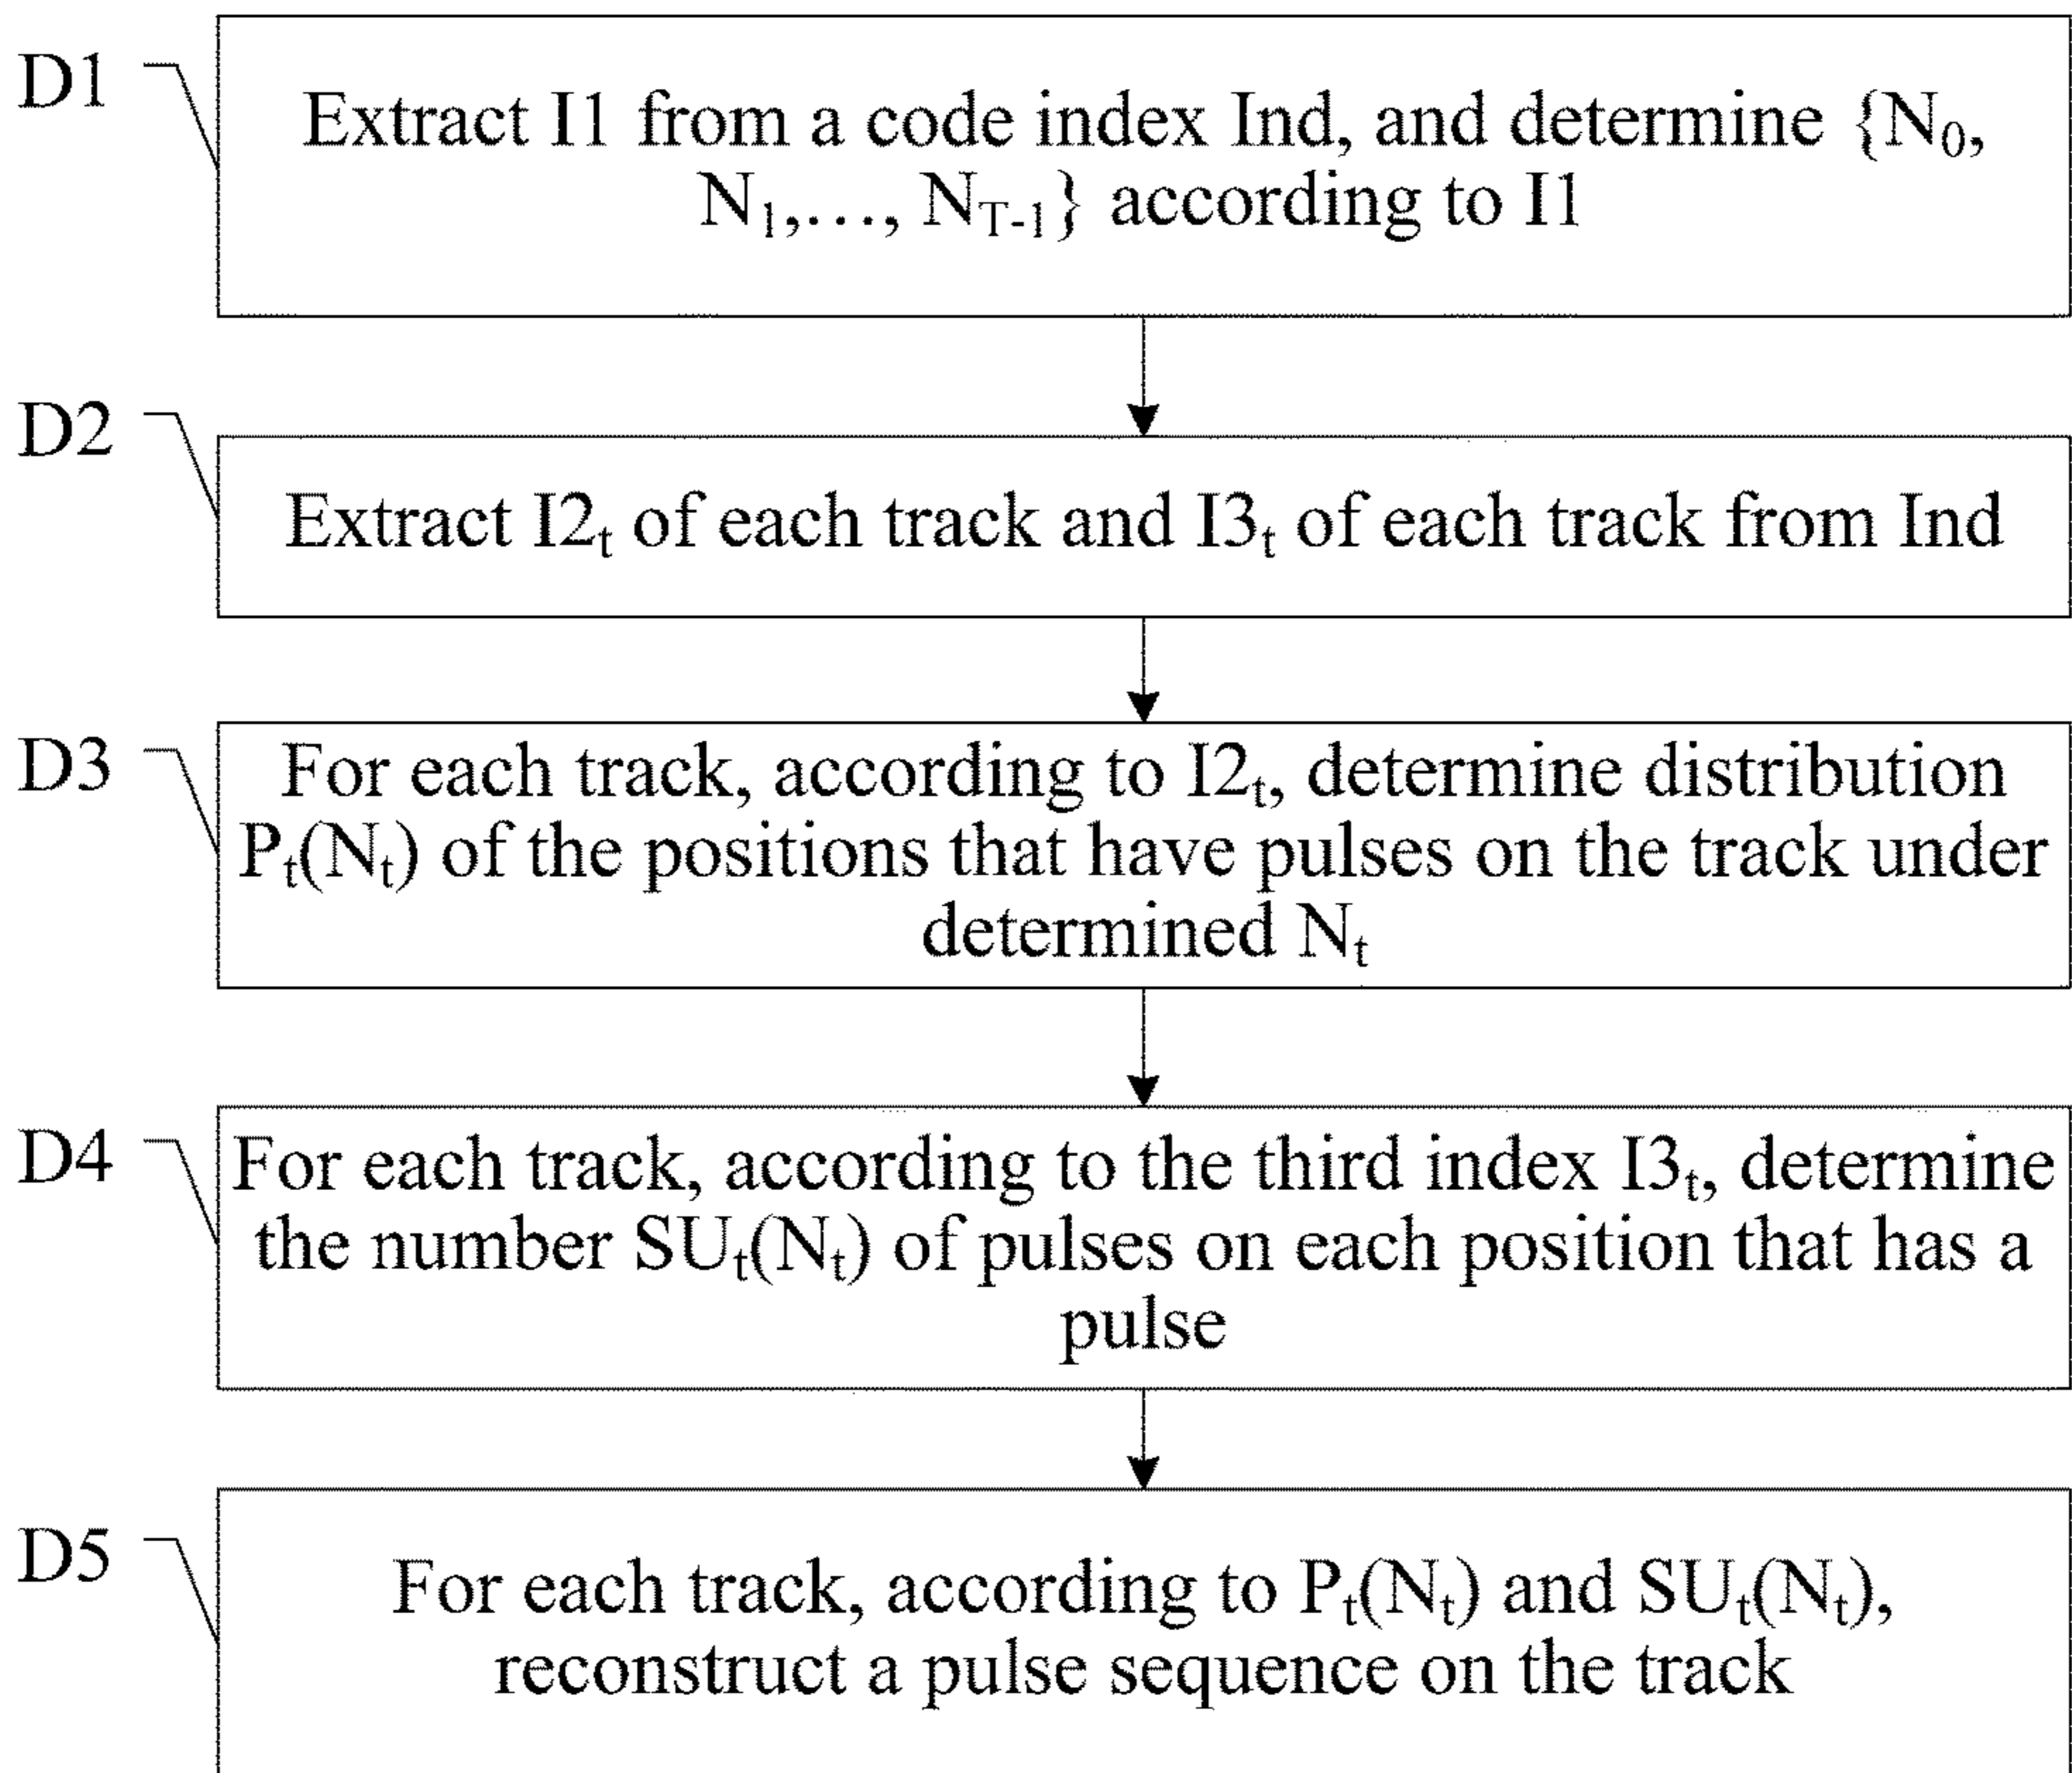 D1
Extract I1 from a code index Ind, and determine {N₀,
N₁,..., N_T-1} according to I1
D2
Extract I2ₜ of each track and I3ₜ of each track from Ind
D3
For each track, according to I2ₜ, determine distribution
Pₜ(Nₜ) of the positions that have pulses on the track under
determined Nₜ
D4
For each track, according to the third index I3ₜ, determine
the number SUₜ(Nₜ) of pulses on each position that has a
pulse
D5
For each track, according to Pₜ(Nₜ) and SUₜ(Nₜ),
reconstruct a pulse sequence on the track